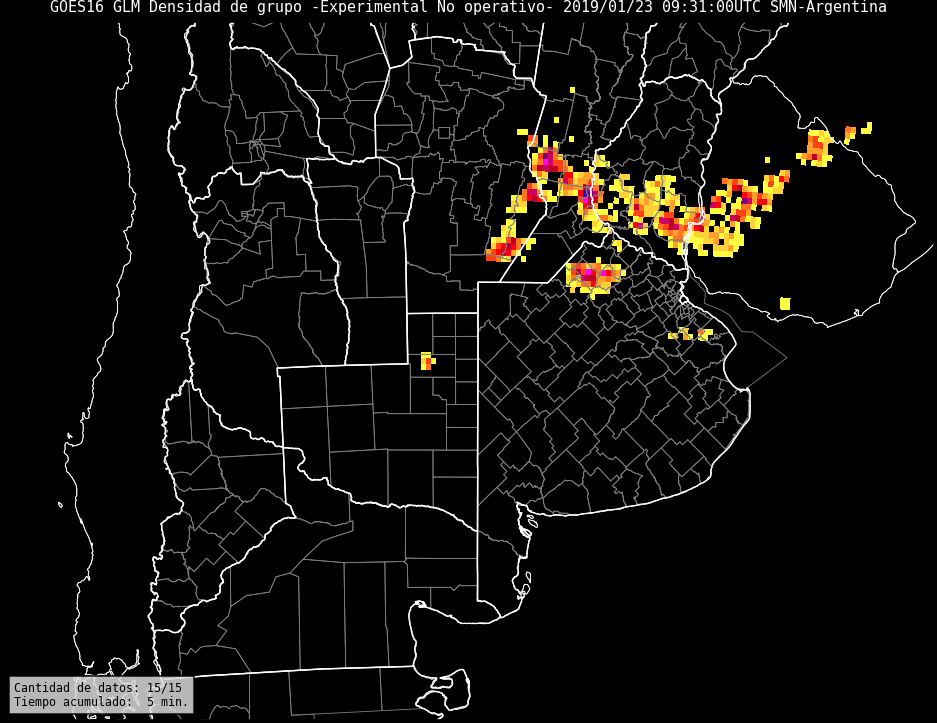 GOES16 GLM Densidad de grupo -Experimental No operativo- 2019/01/23 09:31:00UTC SMN-Argentina
Cantidad de datos: 15/15
Tiempo acumulado:  5 min.